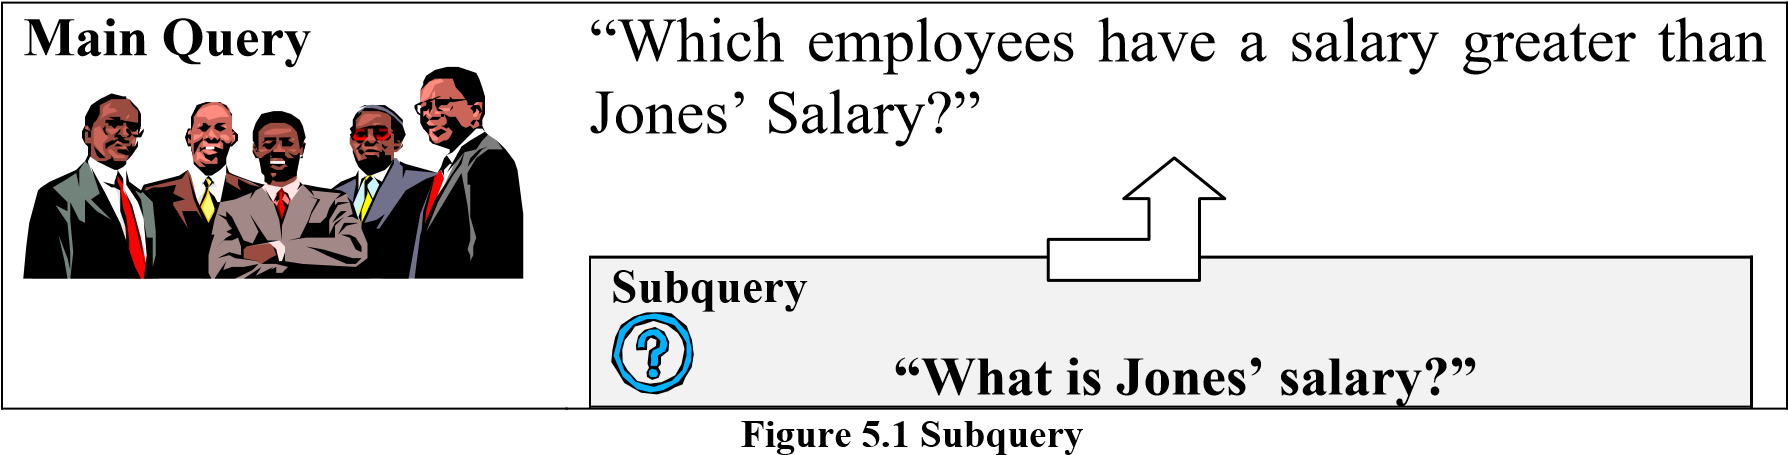 Main Query
“Which employees have a salary greater than
Jones’ Salary?”
Subquery
?
“What is Jones’ salary?”
Figure 5.1 Subquery